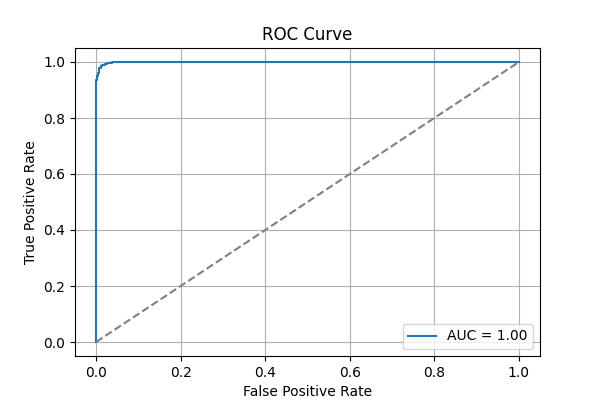 ROC Curve
1.0
0.8
0.6
0.4
0.2
0.0
True Positive Rate
AUC = 1.00
0.0 0.2 0.4 0.6 0.8 1.0
False Positive Rate